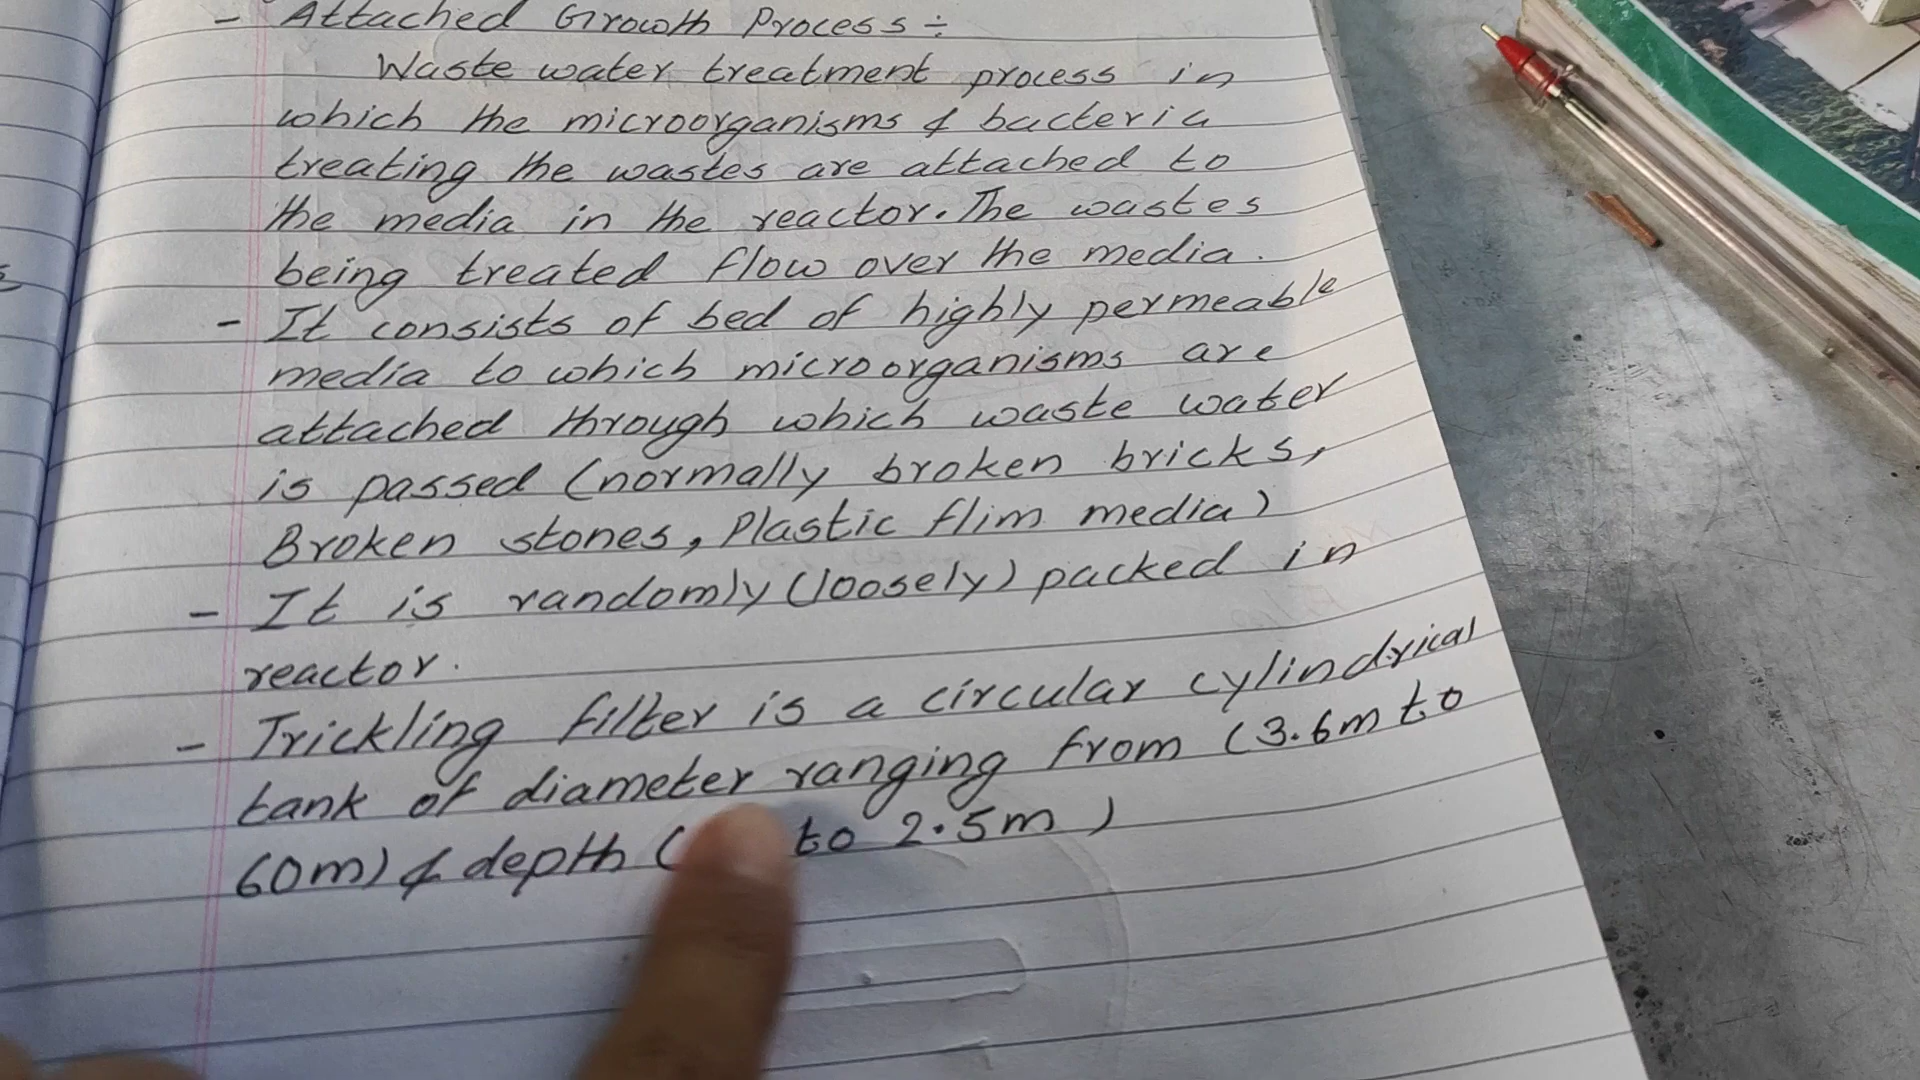 - Attached Growth Process ÷
Waste water treatment process in
which the microorganisms & bacteria
treating the wastes are attached to
the media in the reactor. The wastes
being treated flow over the media.
- It consists of bed of highly permeable
media to which microorganisms are
attached through which waste water
is passed (normally broken bricks,
Broken stones, Plastic flim media)
- It is randomly (loosely) packed in
reactor.
- Trickling filter is a circular cylindrical
tank of diameter ranging from (3.6m to
60m) & depth ( to 2.5m)